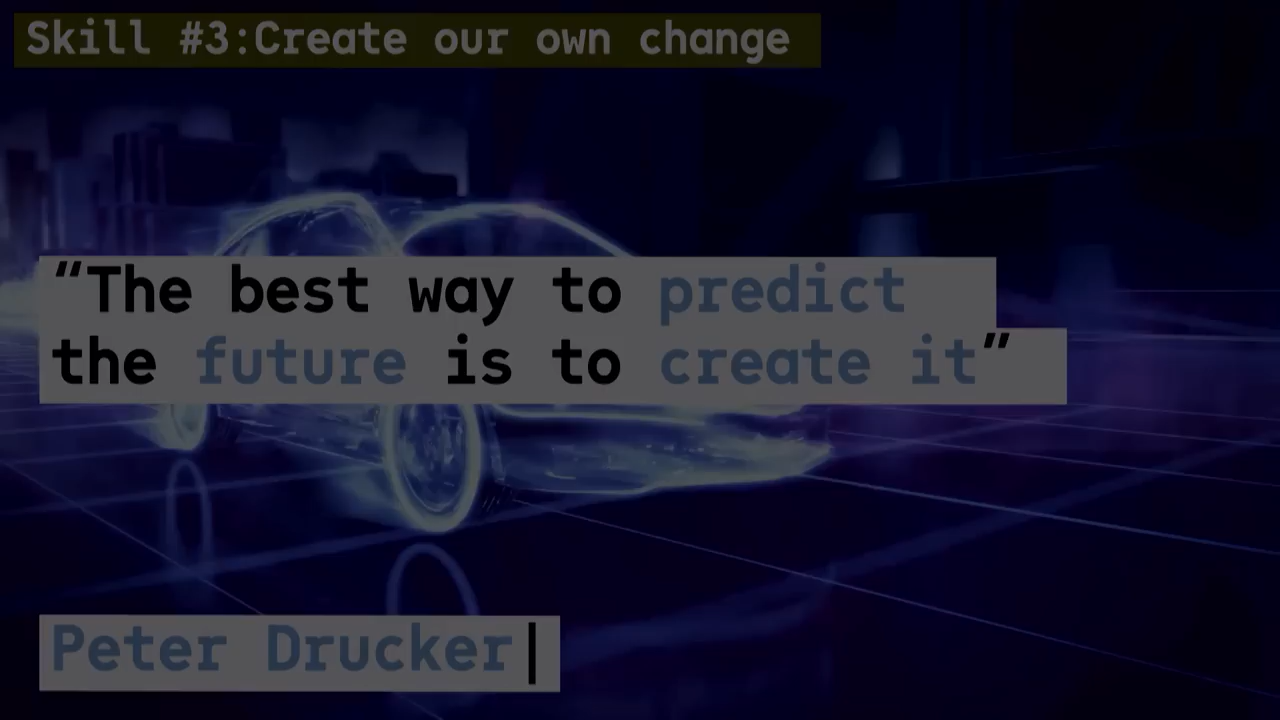 Skill #3:Create our own change
“The best way to predict
the future is to create it”
Peter Drucker